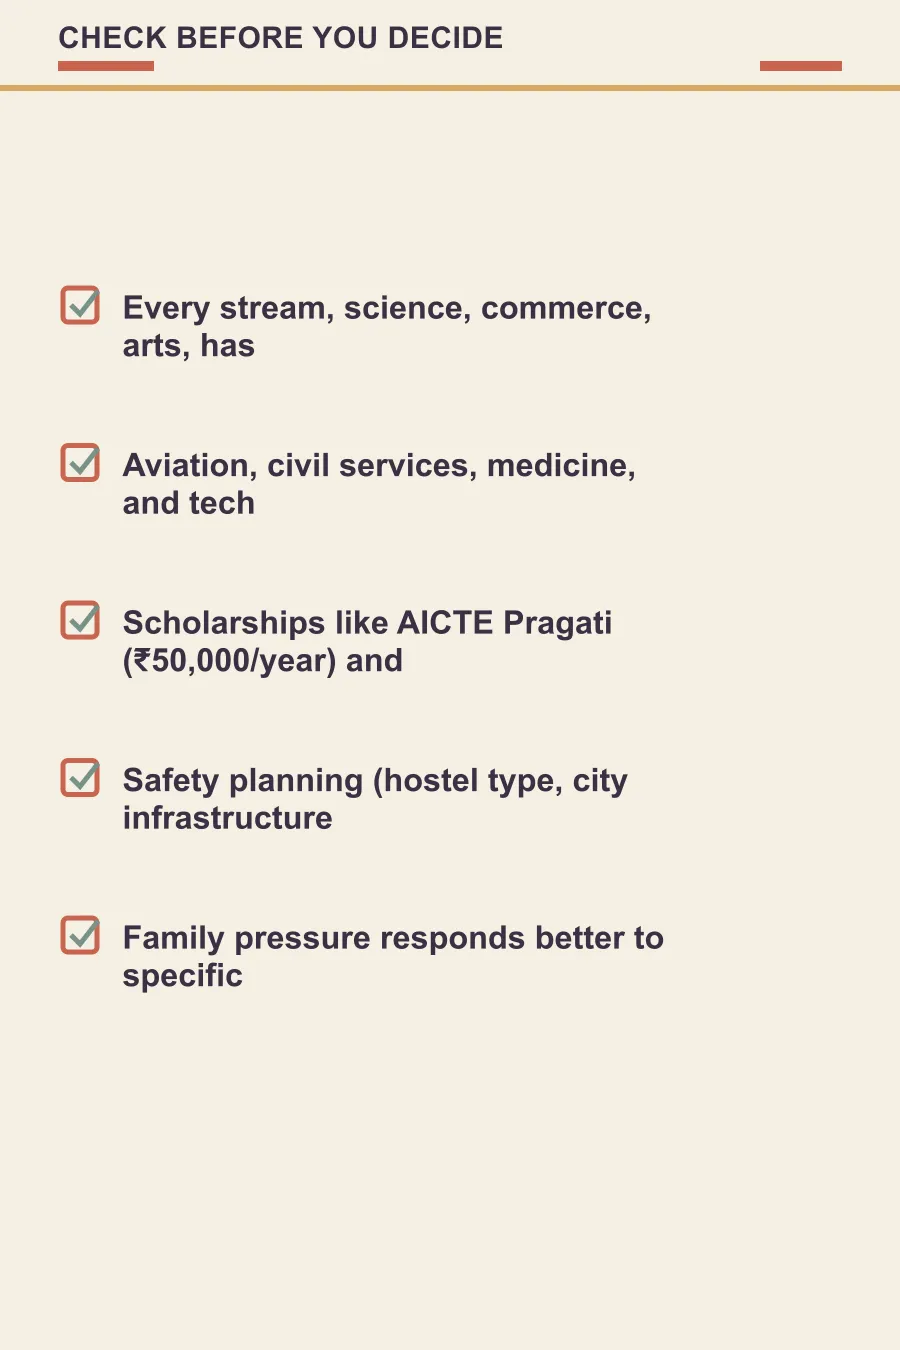 CHECK BEFORE YOU DECIDE
Every stream, science, commerce,
arts, has
Aviation, civil services, medicine,
and tech
Scholarships like AICTE Pragati
(₹50,000/year) and
Safety planning (hostel type, city
infrastructure
Family pressure responds better to
specific